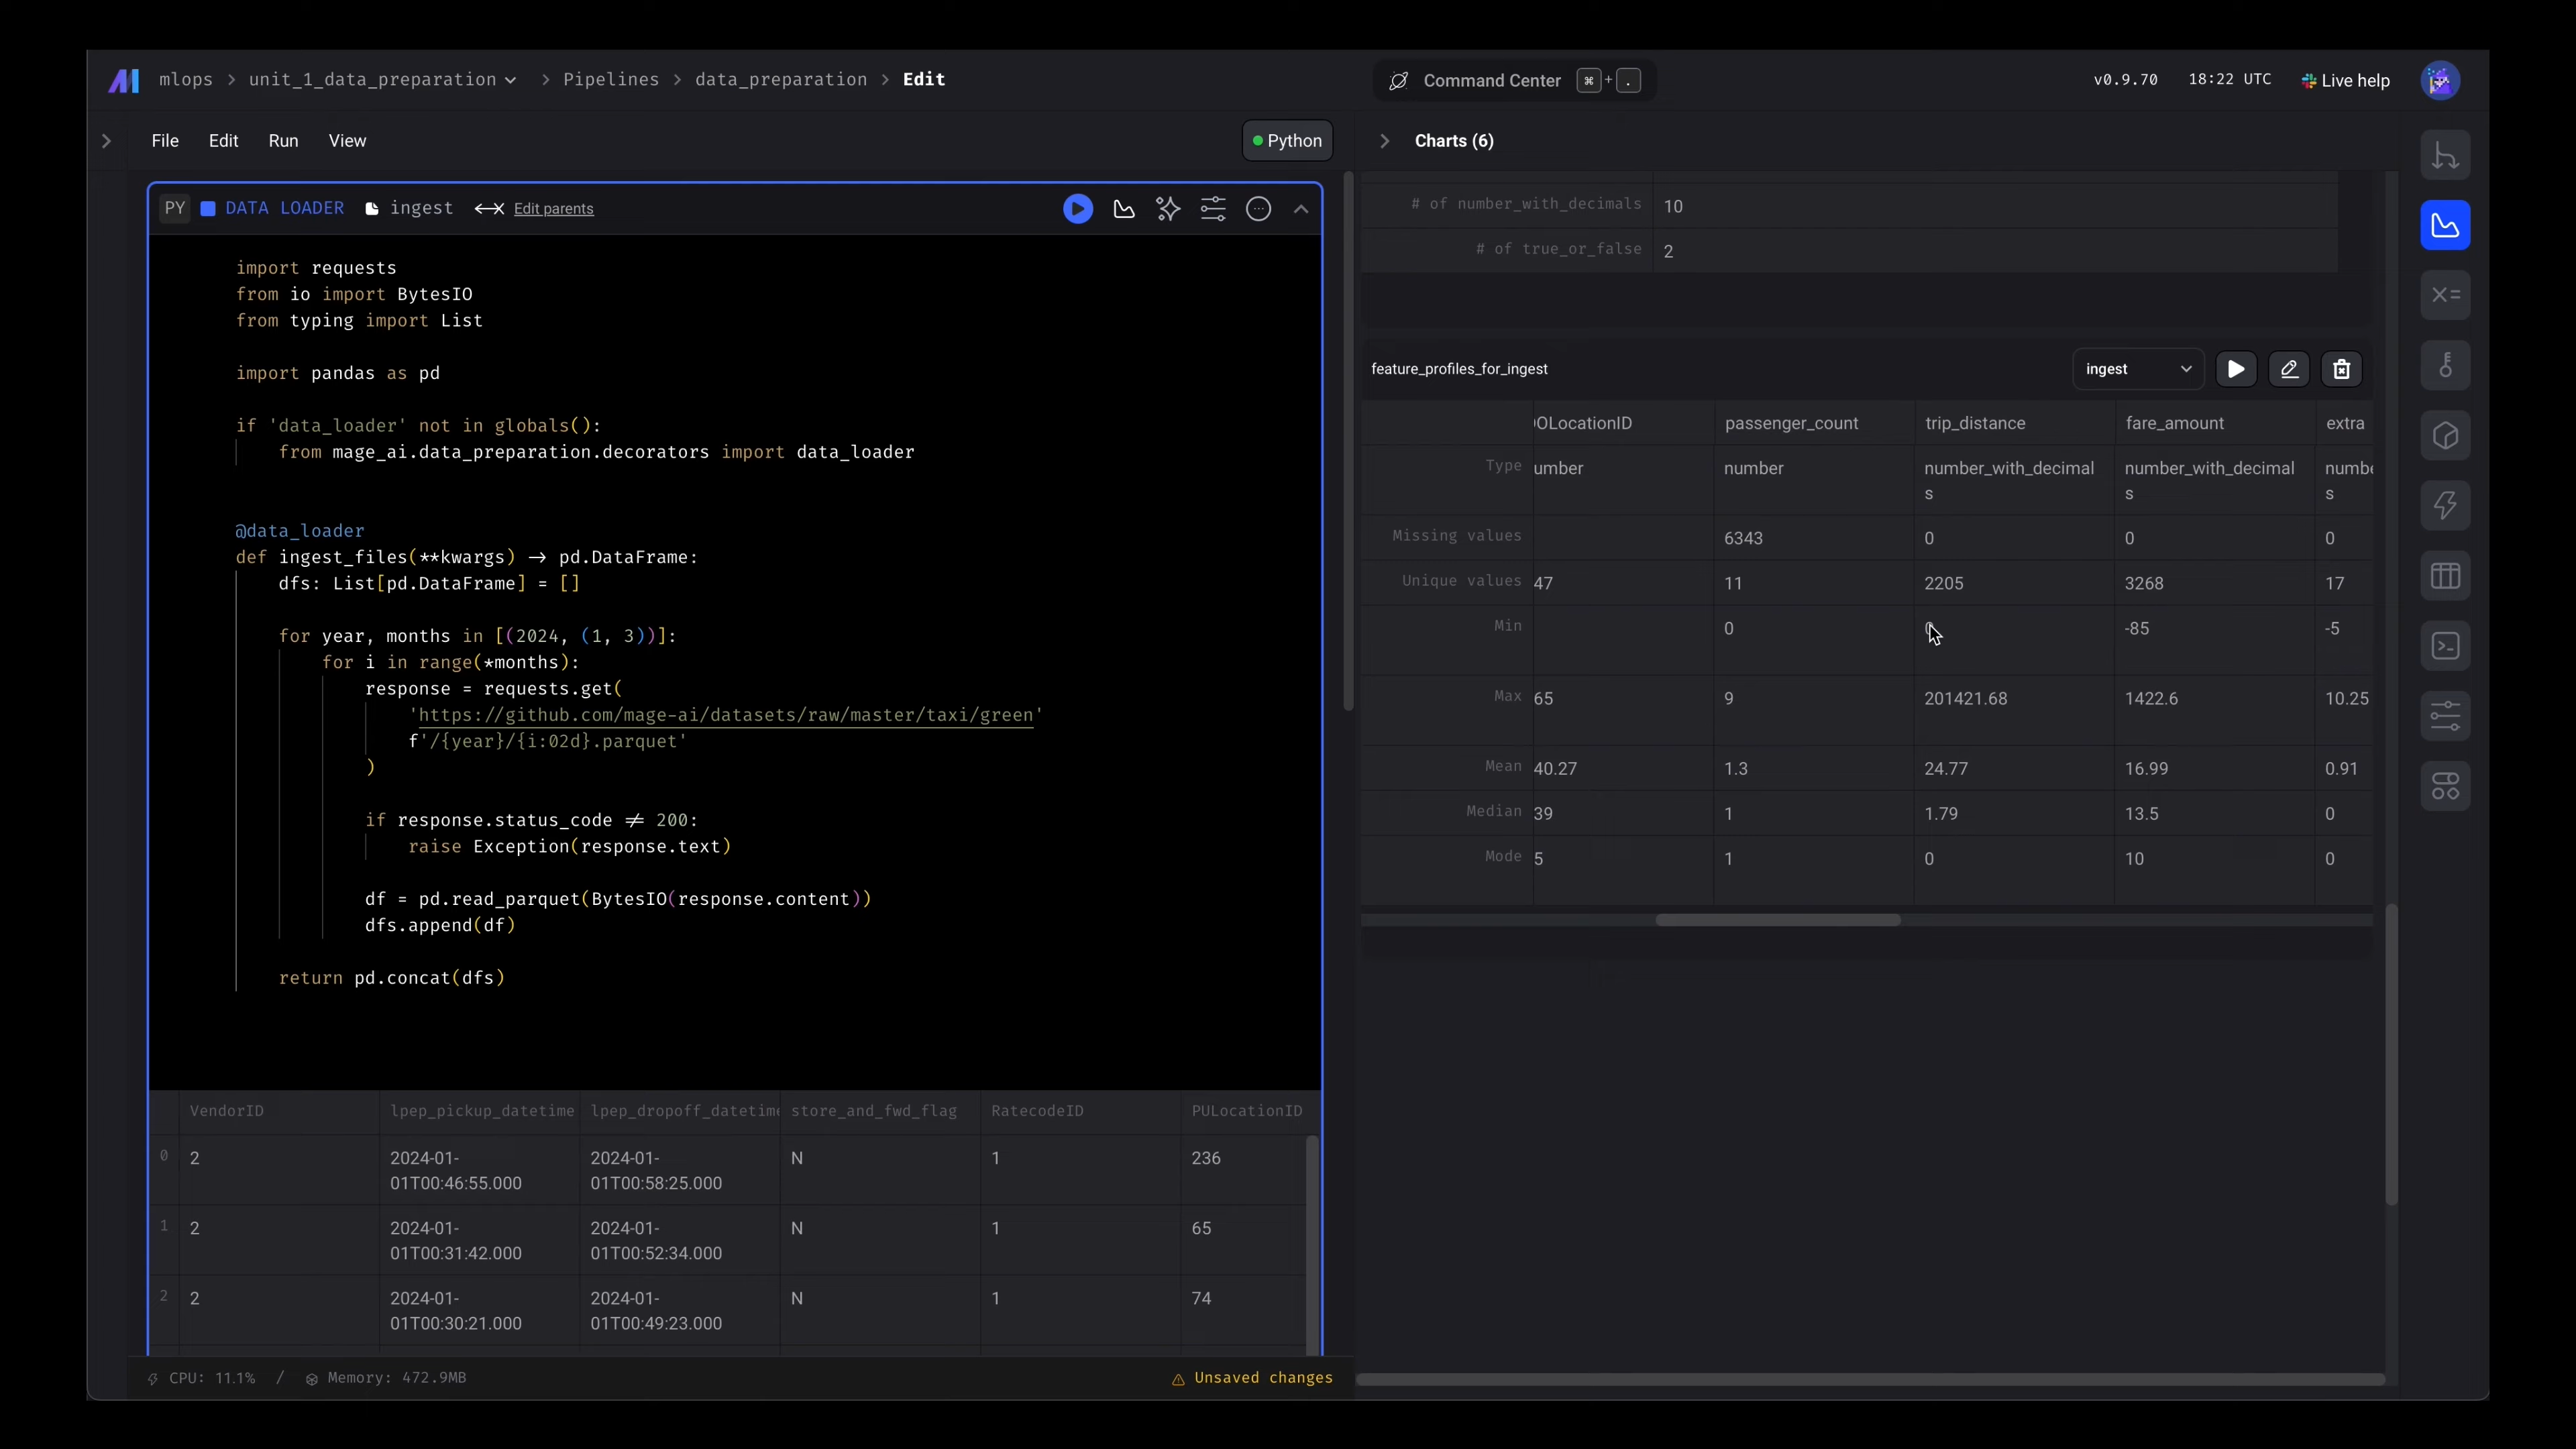 mlops > unit_1_data_preparation > Pipelines > data_preparation > Edit
Command Center ⌘ + .
v0.9.70 18:22 UTC Live help
File Edit Run View
Python
Charts (6)
PY DATA LOADER ingest Edit parents
import requests
from io import BytesIO
from typing import List
import pandas as pd
if 'data_loader' not in globals():
from mage_ai.data_preparation.decorators import data_loader
@data_loader
def ingest_files(**kwargs) → pd.DataFrame:
dfs: List[pd.DataFrame] = []
for year, months in [(2024, (1, 3))]:
for i in range(*months):
response = requests.get(
'https://github.com/mage-ai/datasets/raw/master/taxi/green'
f'/{year}/{i:02d}.parquet'
)
if response.status_code ≠ 200:
raise Exception(response.text)
df = pd.read_parquet(BytesIO(response.content))
dfs.append(df)
return pd.concat(dfs)
VendorID lpep_pickup_datetime lpep_dropoff_datetime store_and_fwd_flag RatecodeID PULocationID
0 2 2024-01- 2024-01- N 1 236
01T00:46:55.000 01T00:58:25.000
1 2 2024-01- 2024-01- N 1 65
01T00:31:42.000 01T00:52:34.000
2 2 2024-01- 2024-01- N 1 74
01T00:30:21.000 01T00:49:23.000
CPU: 11.1% / Memory: 472.9MB
Unsaved changes
# of number_with_decimals 10
# of true_or_false 2
feature_profiles_for_ingest
ingest
OLocationID passenger_count trip_distance fare_amount extra
Type umber number number_with_decimal number_with_decimal numbe
s s s
Missing values 6343 0 0 0
Unique values 47 11 2205 3268 17
Min 0 -85 -5
Max 65 9 201421.68 1422.6 10.25
Mean 40.27 1.3 24.77 16.99 0.91
Median 39 1 1.79 13.5 0
Mode 5 1 0 10 0